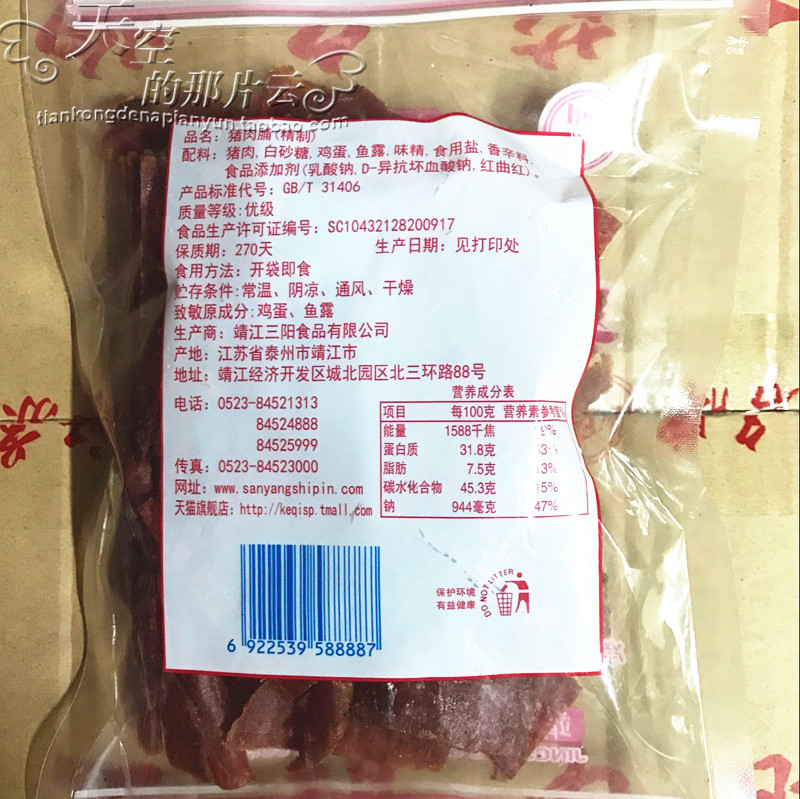 天空
的那片云
tiankongdenapianyun.taobao.com
品名: 猪肉脯(精制)
配料: 猪肉, 白砂糖, 鸡蛋, 鱼露, 味精, 食用盐, 香辛料,
食品添加剂(乳酸钠, D-异抗坏血酸钠, 红曲红)。
产品标准代号: GB/T 31406
质量等级:优级
食品生产许可证编号: SC10432128200917
保质期: 270天 生产日期: 见打印处
食用方法: 开袋即食
贮存条件:常温、阴凉、通风、干燥
致敏原成分:鸡蛋、鱼露
生产商: 靖江三阳食品有限公司
产地: 江苏省泰州市靖江市
地址: 靖江经济开发区城北园区北三环路88号
电话: 0523-84521313
84524888
84525999
传真: 0523-84523000
网址: www.sanyangshipin.com
天猫旗舰店: http://keqisp.tmall.com
营养成分表
项目 每100克 营养素参考值%
能量 1588千焦
蛋白质 31.8克
脂肪 7.5克 13%
碳水化合物 45.3克 15%
钠 944毫克 47%
保护环境
有益健康
DO NOT LITTER
6 922539 588887